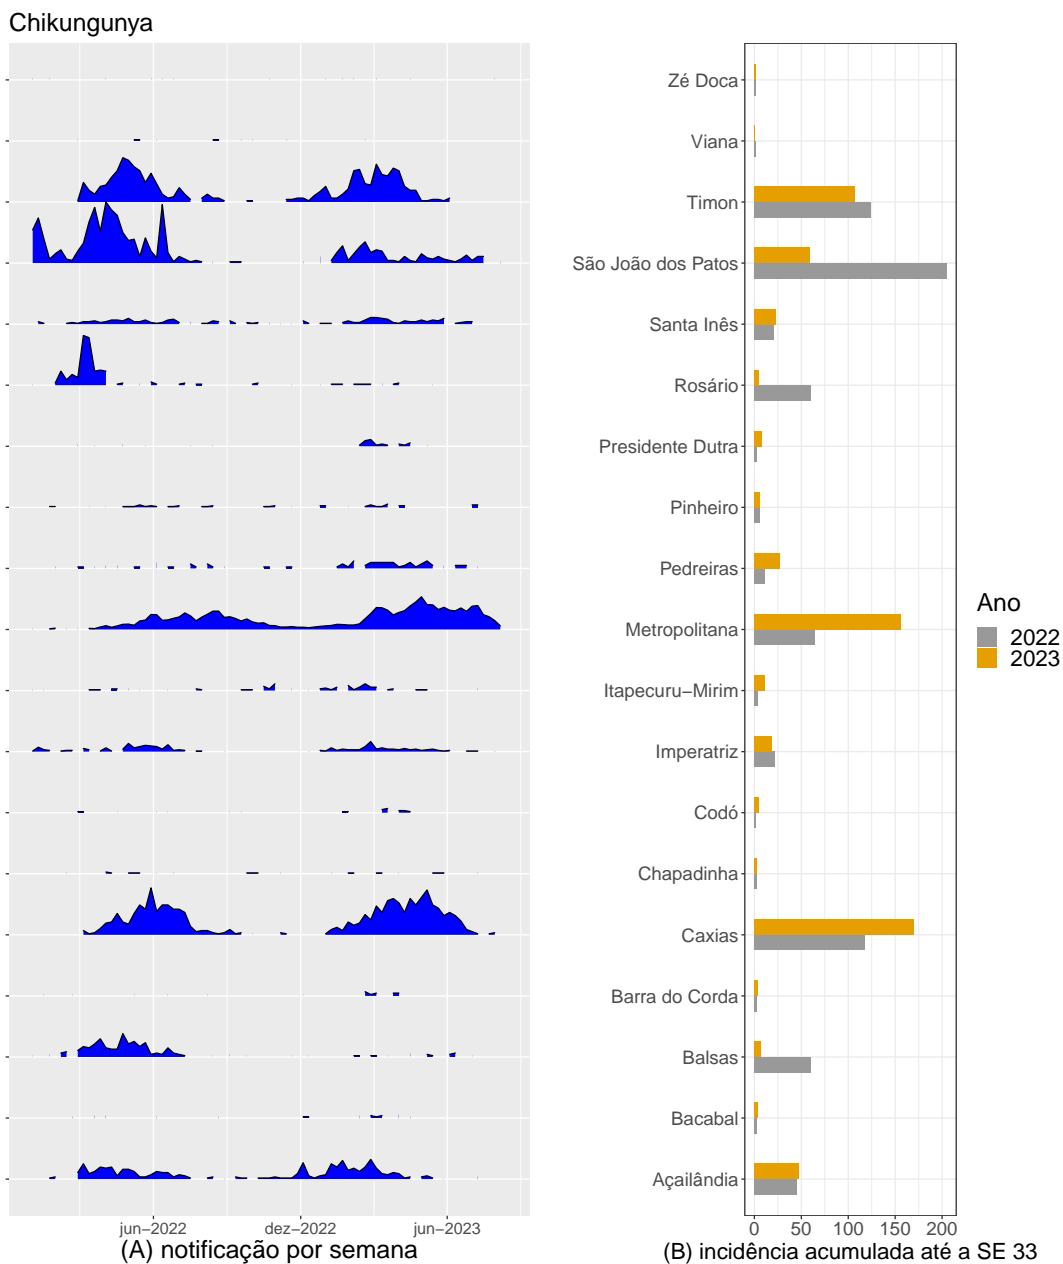 Chikungunya
Zé Doca
Viana
Timon
São João dos Patos
Santa Inês
Rosário
Presidente Dutra
Pinheiro
Pedreiras
Metropolitana
Itapecuru−Mirim
Imperatriz
Codó
Chapadinha
Caxias
Barra do Corda
Balsas
Bacabal
Açailândia
Ano
2022
2023
jun−2022 dez−2022 jun−2023
(A) notificação por semana
0 50 100 150 200
(B) incidência acumulada até a SE 33